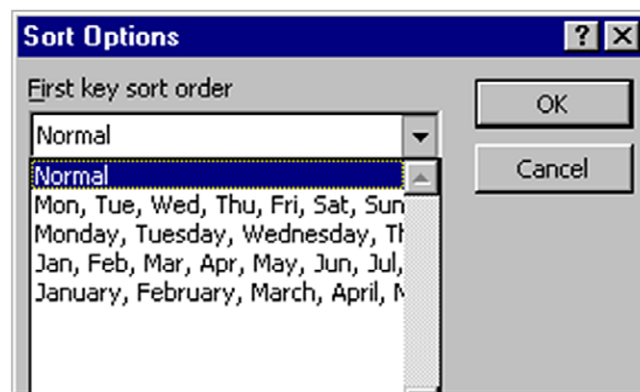 Sort Options
First key sort order
OK
Normal
Cancel
Normal
Mon, Tue, Wed, Thu, Fri, Sat, Sun
Monday, Tuesday, Wednesday,
Jan, Feb, Mar, Apr, May, Jun, Jul,
January, February, March, April,